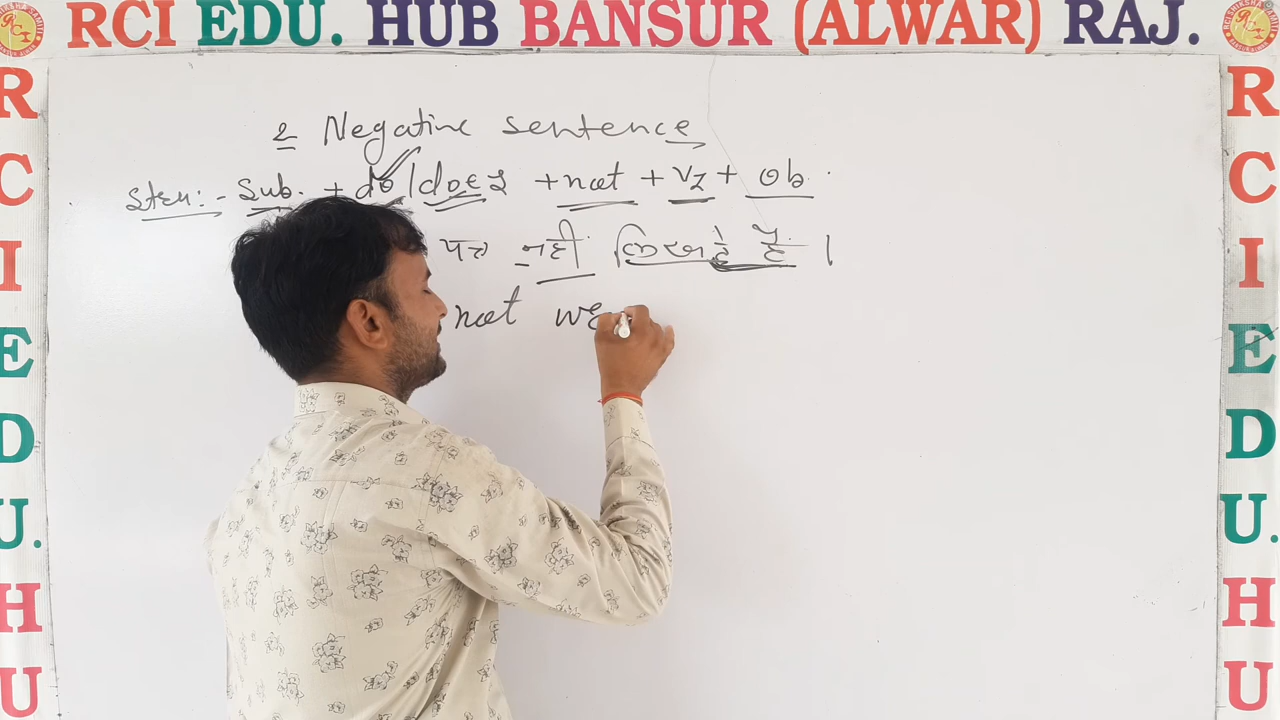 RCI EDU. HUB BANSUR (ALWAR) RAJ.
2 Negative sentence
Sub. + do/does + not + V1 + ob.
पत्र नही लिखते है ।
not
R
C
I
E
D
U.
H
U
R
C
I
E
D
U.
H
U